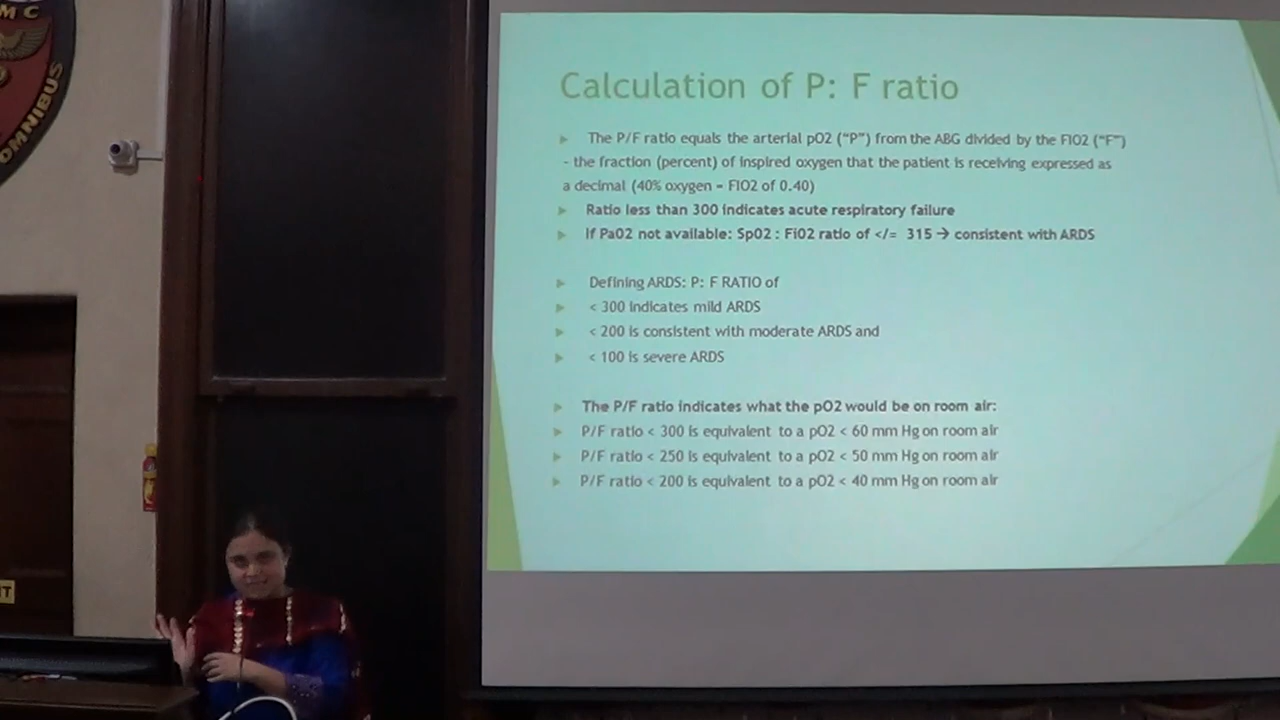 M C
OMNIBUS
Calculation of P: F ratio
The P/F ratio equals the arterial pO2 (“P”) from the ABG divided by the FIO2 (“F”)
- the fraction (percent) of inspired oxygen that the patient is receiving expressed as
a decimal (40% oxygen = FIO2 of 0.40)
Ratio less than 300 indicates acute respiratory failure
If PaO2 not available: SpO2 : FiO2 ratio of </= 315 → consistent with ARDS
Defining ARDS: P: F RATIO of
< 300 indicates mild ARDS
< 200 is consistent with moderate ARDS and
< 100 is severe ARDS
The P/F ratio indicates what the pO2 would be on room air:
P/F ratio < 300 is equivalent to a pO2 < 60 mm Hg on room air
P/F ratio < 250 is equivalent to a pO2 < 50 mm Hg on room air
P/F ratio < 200 is equivalent to a pO2 < 40 mm Hg on room air